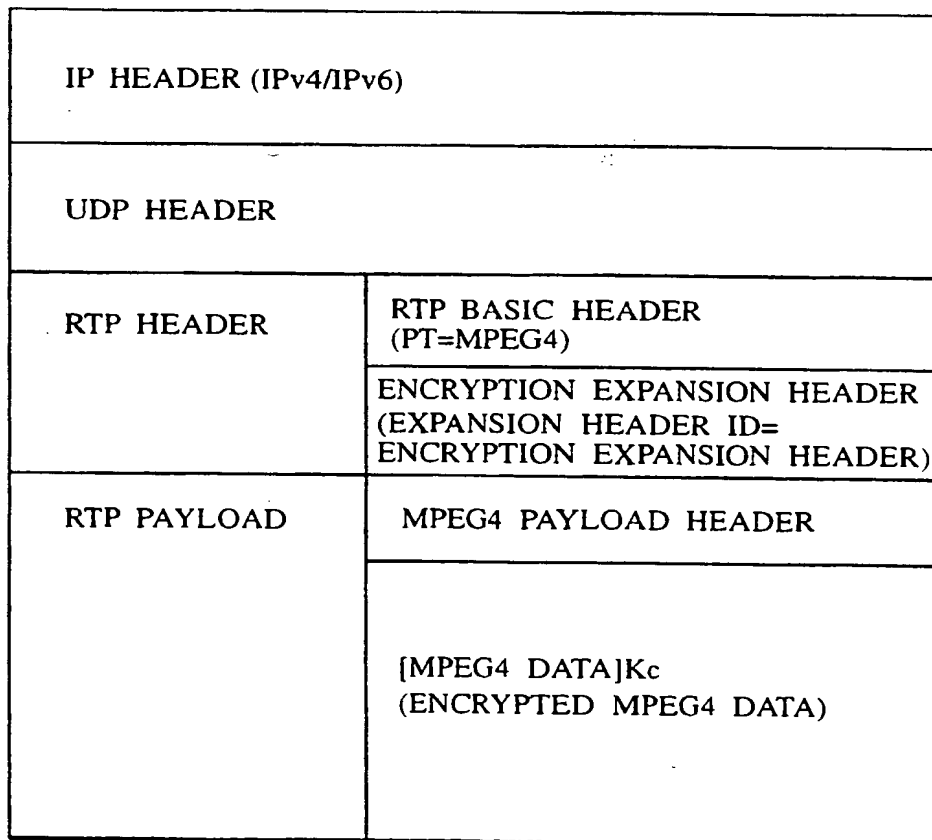 IP HEADER (IPv4/IPv6)
UDP HEADER
RTP HEADER
RTP BASIC HEADER
(PT=MPEG4)
ENCRYPTION EXPANSION HEADER
(EXPANSION HEADER ID=
ENCRYPTION EXPANSION HEADER)
RTP PAYLOAD
MPEG4 PAYLOAD HEADER
[MPEG4 DATA]Kc
(ENCRYPTED MPEG4 DATA)